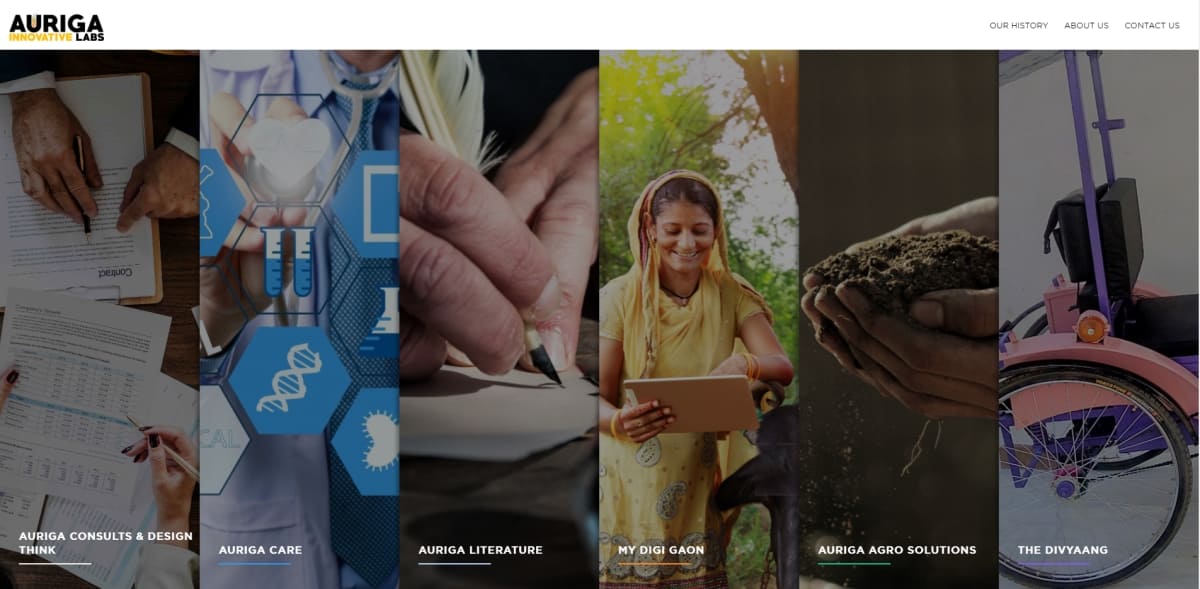 AURIGA
INNOVATIVE LABS
OUR HISTORY
ABOUT US
CONTACT US
Contract
CAL
AURIGA CONSULTS & DESIGN
THINK
AURIGA CARE
AURIGA LITERATURE
MY DIGI GAON
AURIGA AGRO SOLUTIONS
THE DIVYAANG